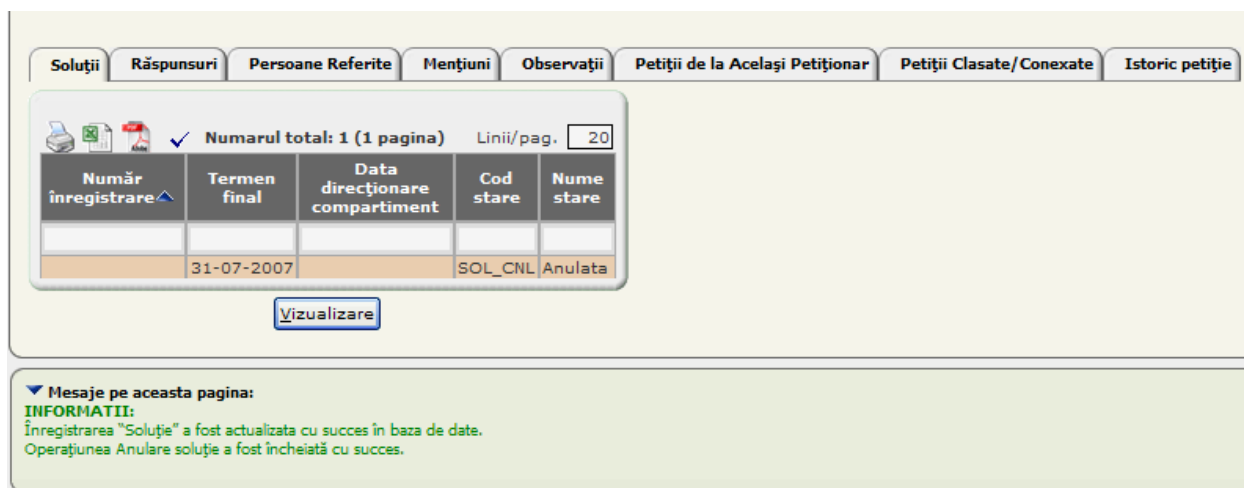 Soluţii Răspunsuri Persoane Referite Menţiuni Observaţii Petiţii de la Acelaşi Petiţionar Petiţii Clasate/Conexate Istoric petiţie
Numarul total: 1 (1 pagina) Linii/pag. 20
Număr înregistrare Termen final Data direcţionare compartiment Cod stare Nume stare
31-07-2007 SOL_CNL Anulata
Vizualizare
Mesaje pe aceasta pagina:
INFORMATII:
Înregistrarea "Soluţie" a fost actualizata cu succes în baza de date.
Operaţiunea Anulare soluţie a fost încheiată cu succes.